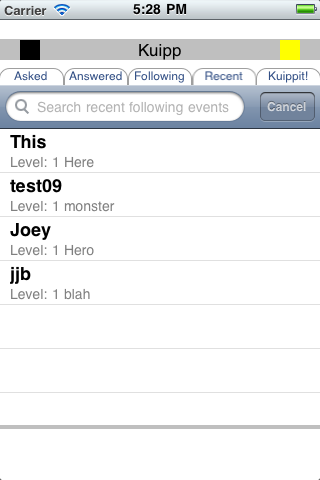 Carrier 5:28 PM
Kuipp
Asked Answered Following Recent Kuippit!
Search recent following events Cancel
This
Level: 1 Here
test09
Level: 1 monster
Joey
Level: 1 Hero
jjb
Level: 1 blah